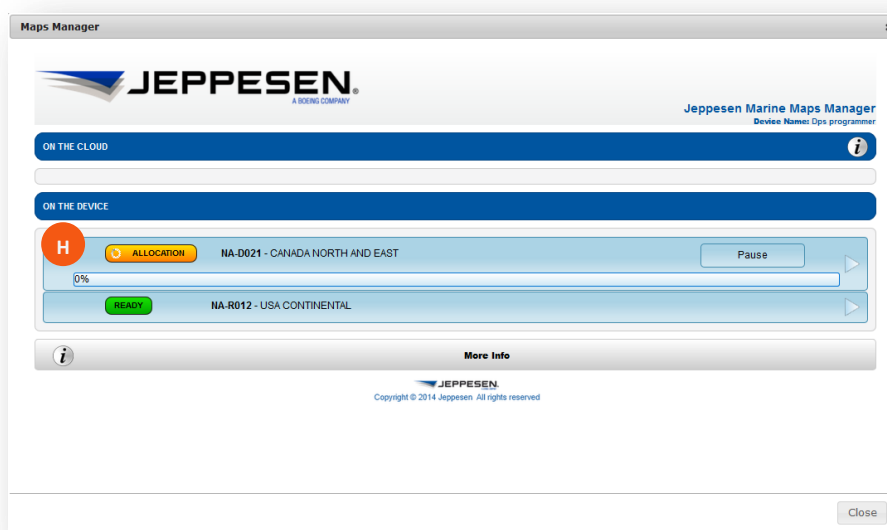 Maps Manager
JEPPESEN®
A BOEING COMPANY
Jeppesen Marine Maps Manager
Device Name: Dps programmer
ON THE CLOUD
i
ON THE DEVICE
H
ALLOCATION NA-D021 - CANADA NORTH AND EAST Pause
0%
READY NA-R012 - USA CONTINENTAL
i More Info
JEPPESEN.
Copyright © 2014 Jeppesen All rights reserved
Close